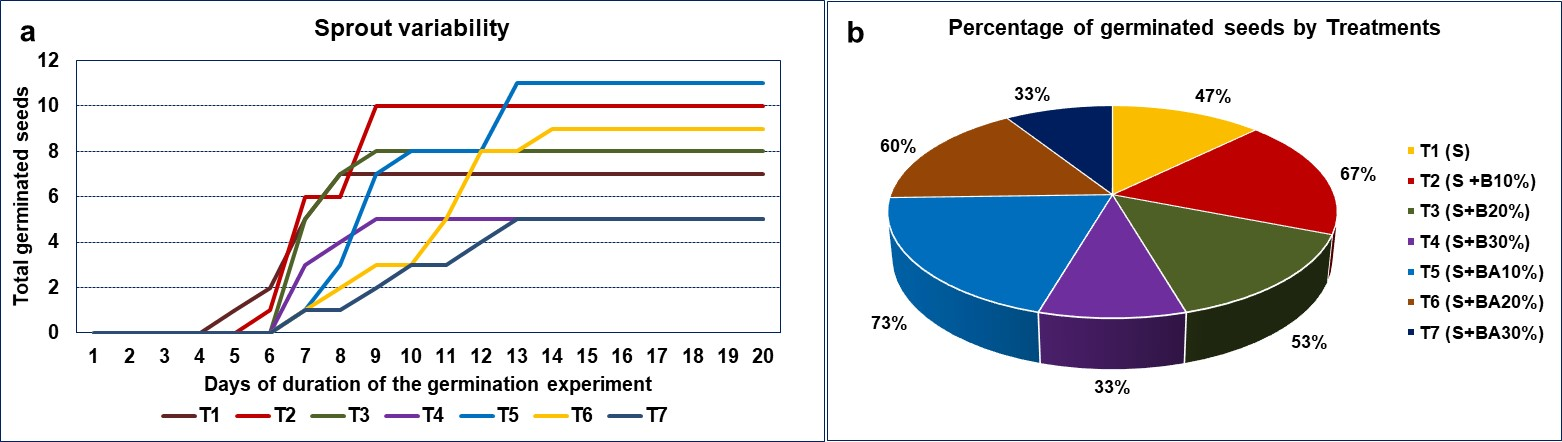 a
Sprout variability
Total germinated seeds
12
10
8
6
4
2
0
1 2 3 4 5 6 7 8 9 10 11 12 13 14 15 16 17 18 19 20
Days of duration of the germination experiment
T1 T2 T3 T4 T5 T6 T7
b
Percentage of germinated seeds by Treatments
33%
47%
60%
67%
73%
53%
33%
T1 (S)
T2 (S +B10%)
T3 (S+B20%)
T4 (S+B30%)
T5 (S+BA10%)
T6 (S+BA20%)
T7 (S+BA30%)